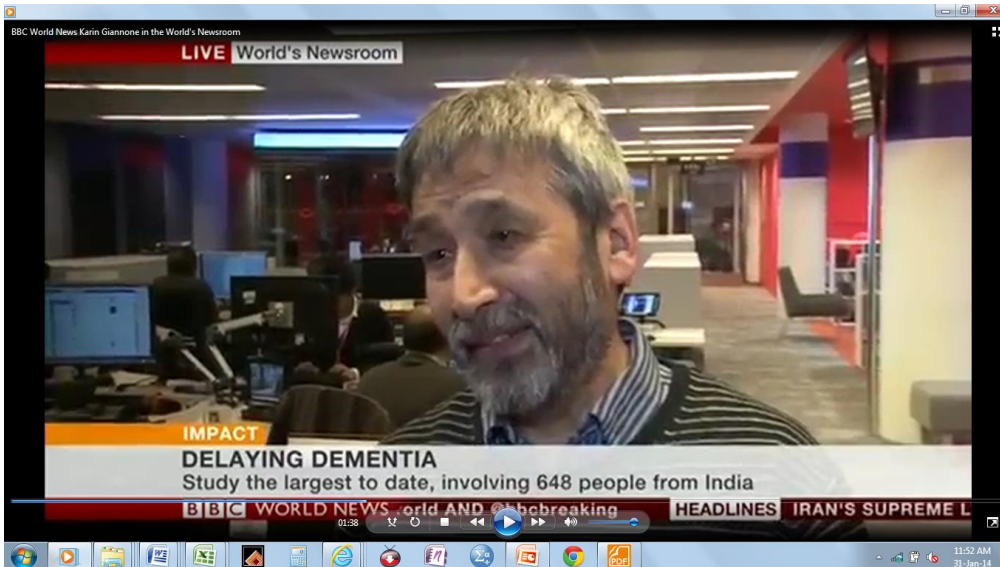 BBC World News Karin Giannone in the World's Newsroom
LIVE World's Newsroom
IMPACT
DELAYING DEMENTIA
Study the largest to date, involving 648 people from India
BBC WORLD NEWS orld AND @bbcbreaking HEADLINES IRAN'S SUPREME L
01:38
PDF
11:52 AM
31-Jan-14